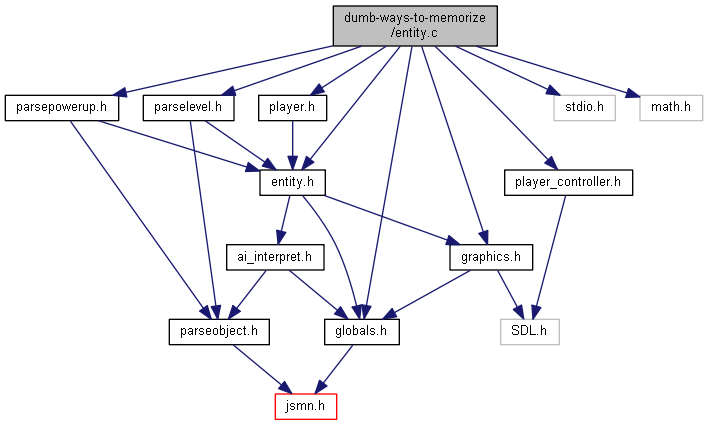 dumb-ways-to-memorize
/entity.c
parsepowerup.h
parselevel.h
player.h
stdio.h
math.h
entity.h
player_controller.h
ai_interpret.h
graphics.h
parseobject.h
globals.h
SDL.h
jsmn.h